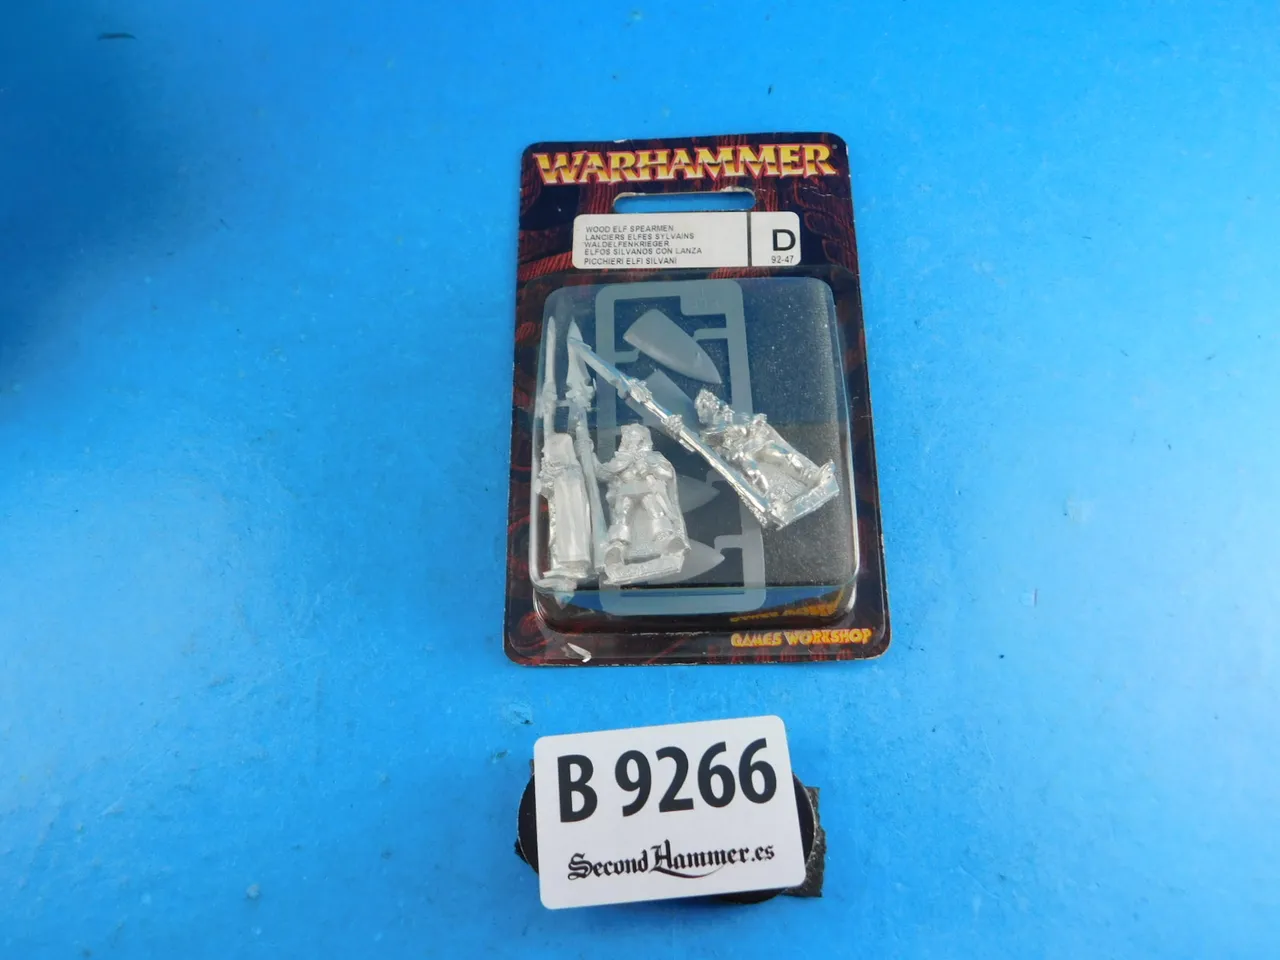 WARHAMMER
WOOD ELF SPEARMEN
LANCIERS ELFES SYLVAINS
WALDELFENKRIEGER
ELFOS SILVANOS CON LANZA
PICCHIERI ELFI SILVANI
D
92-47
GAMES WORKSHOP
B 9266
SecondHammer.es